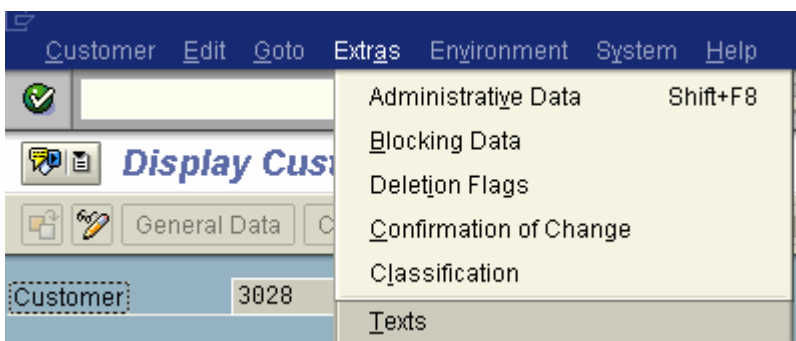 Customer Edit Goto Extras Environment System Help
Administrative Data Shift+F8
Blocking Data
Display Cus
Deletion Flags
General Data C
Confirmation of Change
Classification
Customer 3028
Texts